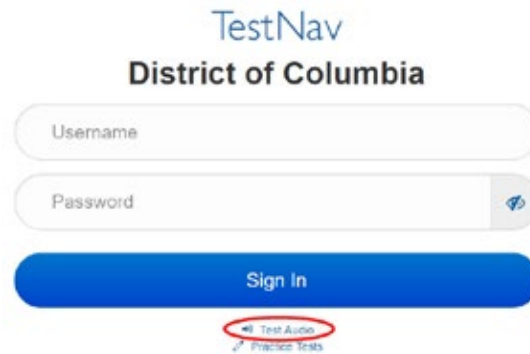 TestNav
District of Columbia
Username
Password
Sign In
Test Audio
Practice Tests